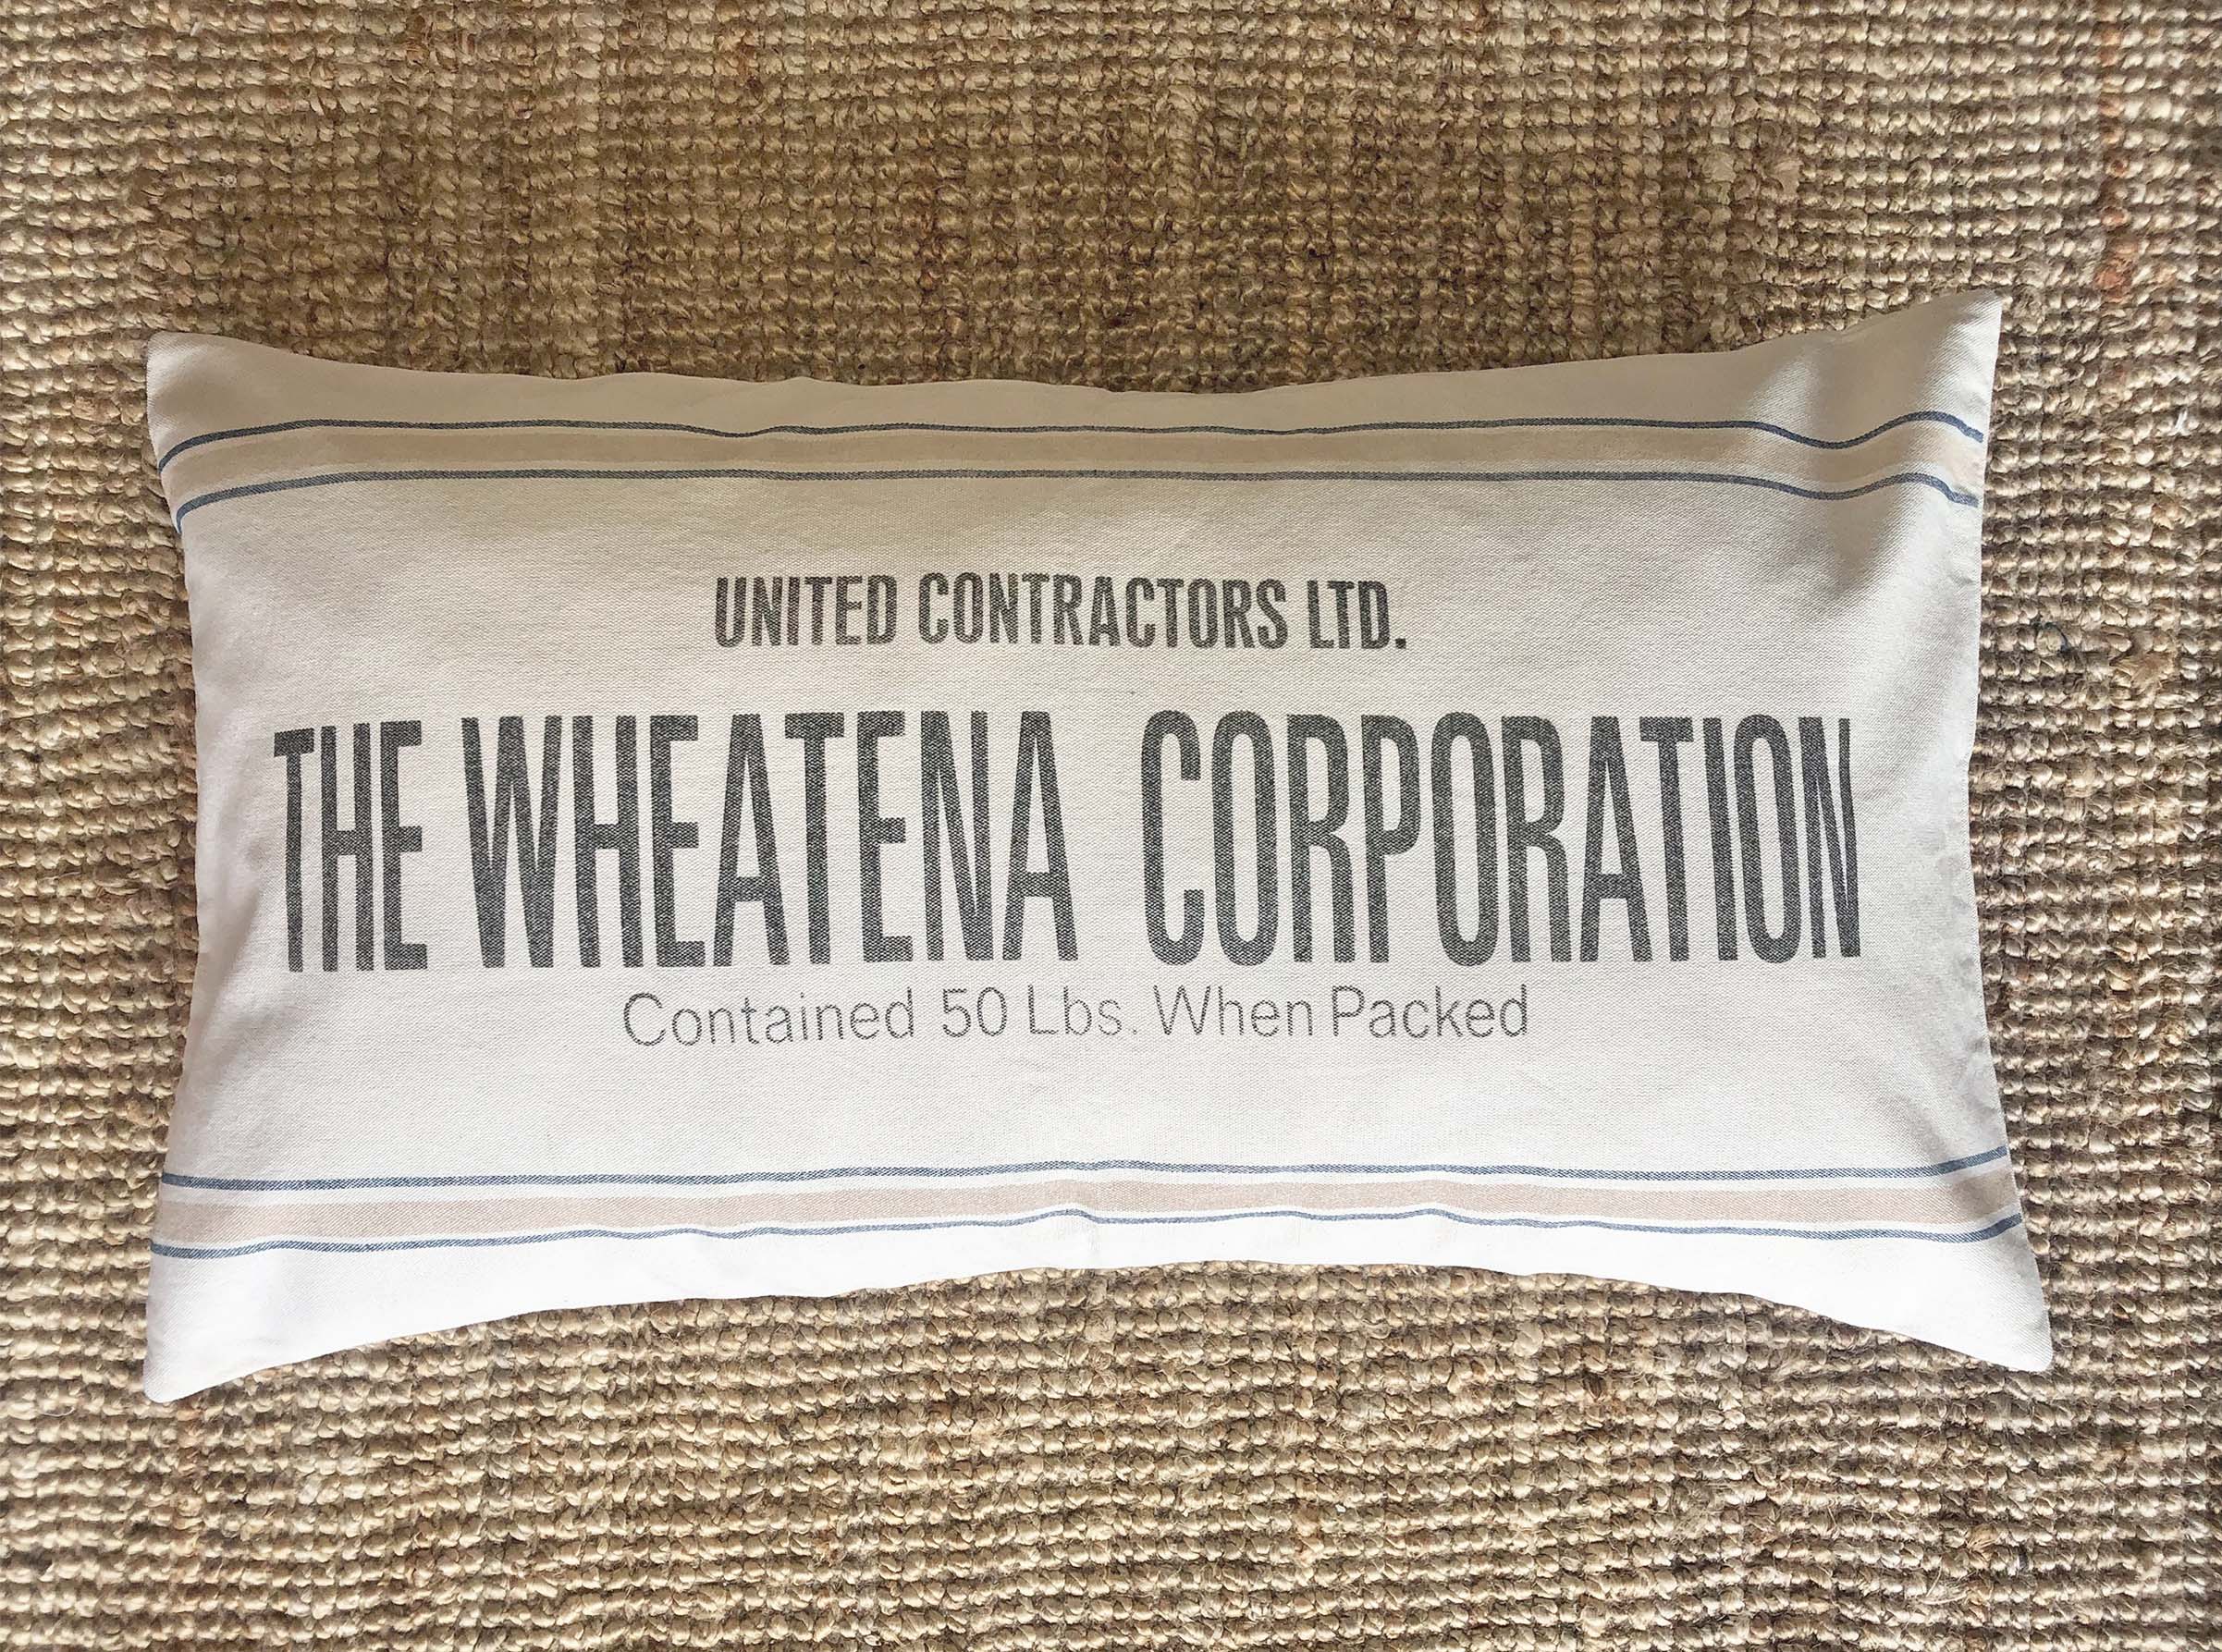 UNITED CONTRACTORS LTD.
THE WHEATENA CORPORATION
Contained 50 Lbs. When Packed